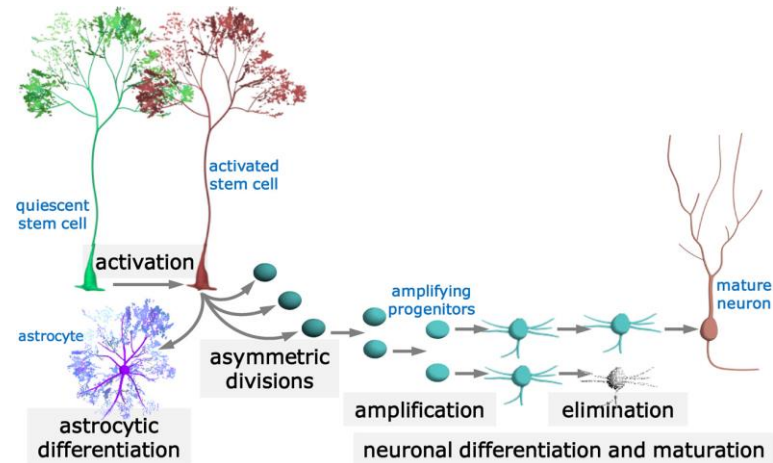 activated
stem cell
quiescent
stem cell
activation
astrocyte
amplifying
progenitors
mature
neuron
asymmetric
divisions
astrocytic
differentiation
amplification
elimination
neuronal differentiation and maturation